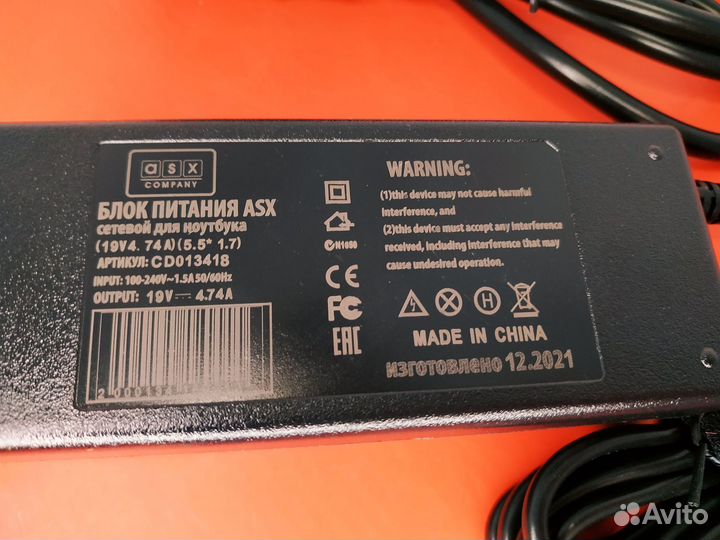 asx
COMPANY
БЛОК ПИТАНИЯ ASX
сетевой для ноутбука
(19V4. 74A)(5.5* 1.7)
АРТИКУЛ: CD013418
INPUT: 100-240V~1.5A 50/60Hz
OUTPUT: 19V 4.74A
N1660
CE
FC
EAC
WARNING:
(1)this device may not cause harmful
interference, and
(2)this device must accept any interference
received, including interference that may
cause undesired operation.
H
MADE IN CHINA
изготовлено 12.2021
Avito